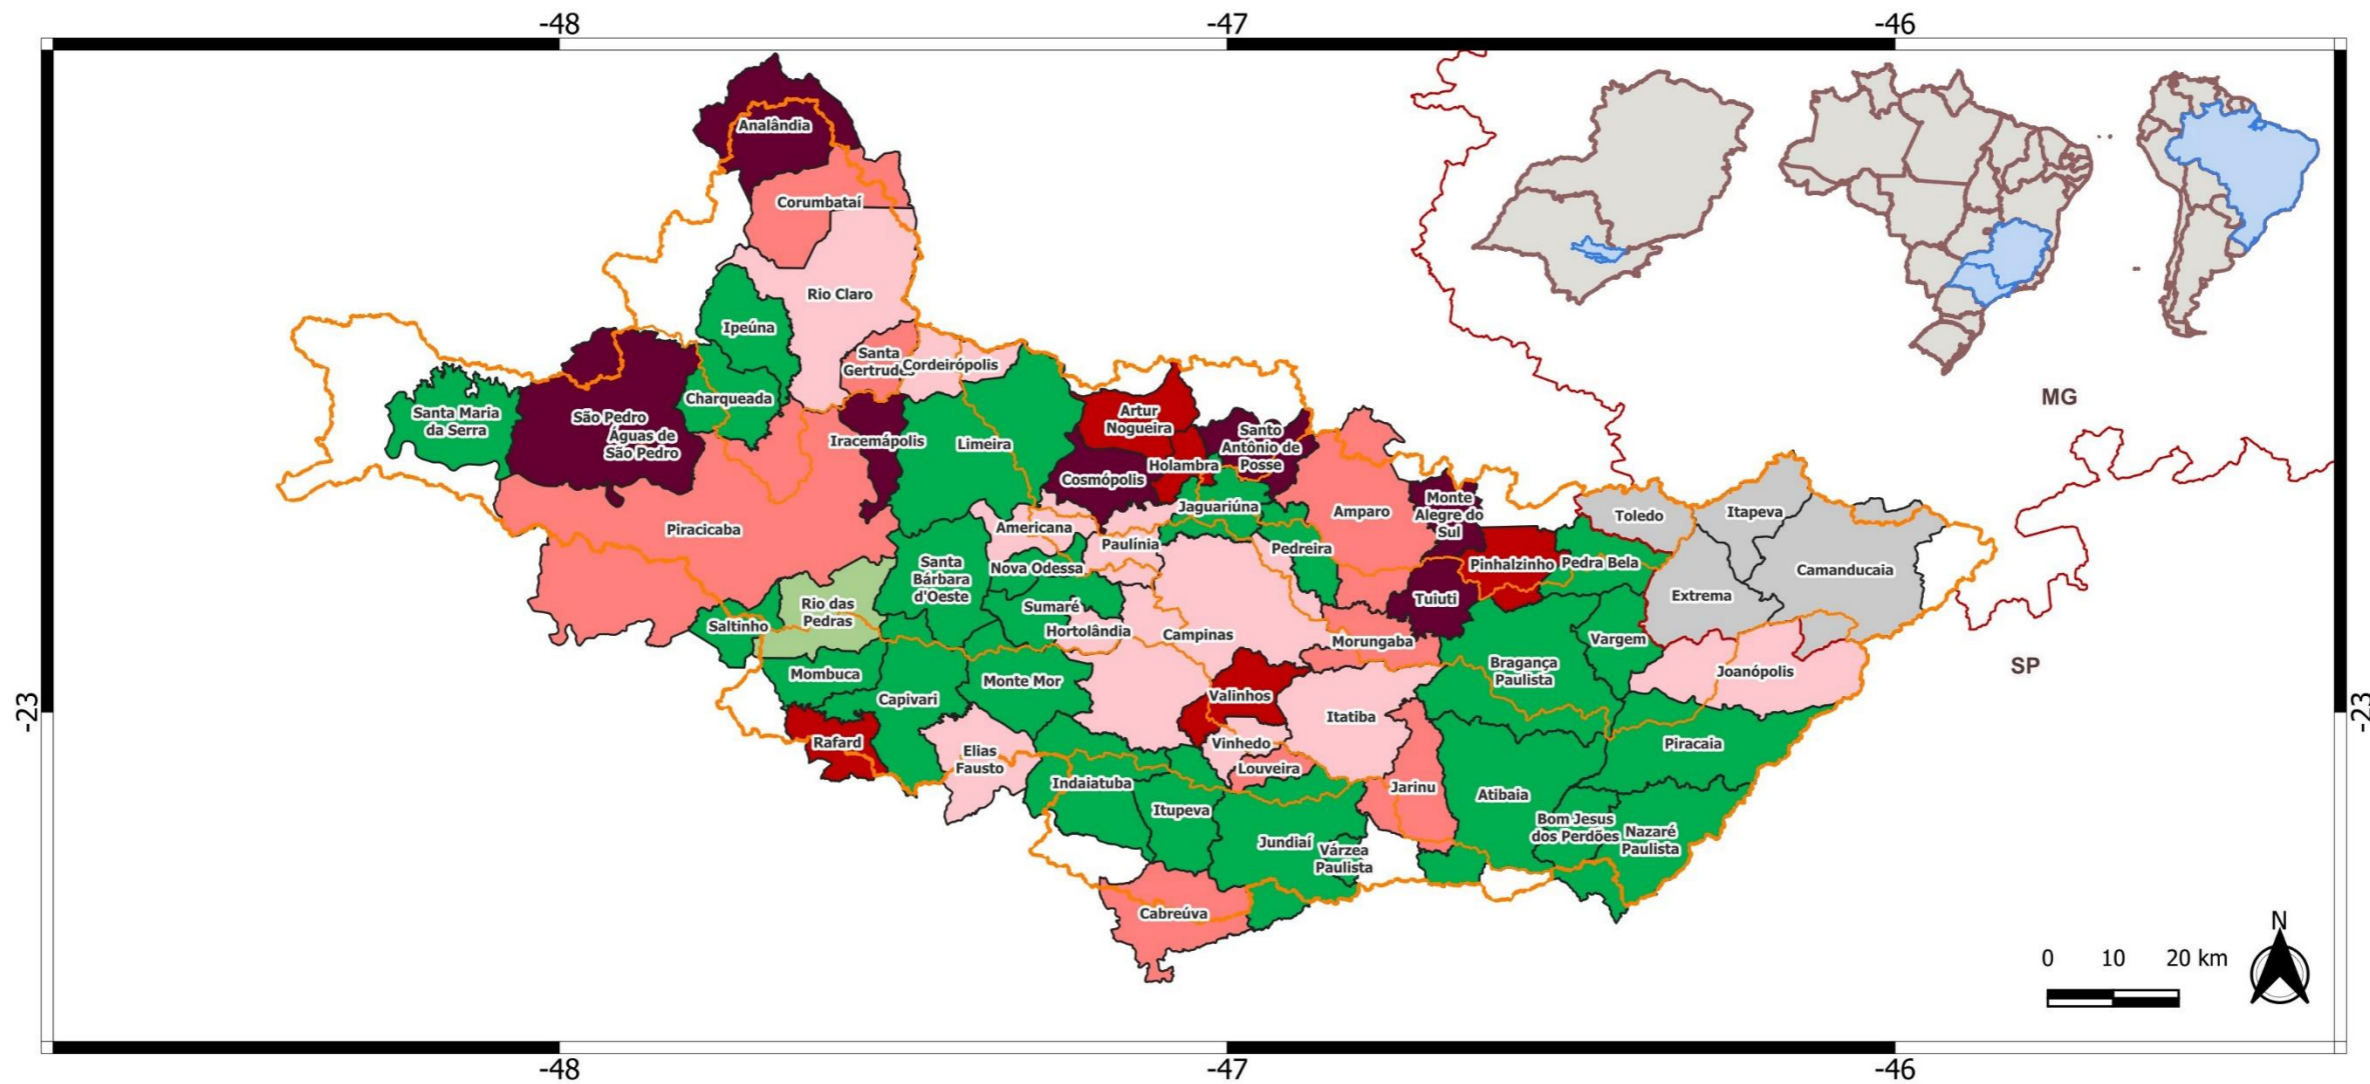 -48
-47
-46
Analândia
Corumbataí
Rio Claro
Ipeúna
Santa
Gertrudes
Cordeirópolis
Charqueada
Santa Maria
da Serra
São Pedro
Águas de
São Pedro
Iracemápolis
Limeira
Artur
Nogueira
Holambra
Santo
Antônio de
Posse
Cosmópolis
Jaguariúna
Piracicaba
Americana
Paulínia
Pedreira
Amparo
Monte
Alegre do
Sul
Toledo
Itapeva
Camanducaia
Extrema
Nova Odessa
Santa
Bárbara
d'Oeste
Sumaré
Hortolândia
Campinas
Pinhalzinho
Pedra Bela
Tuiuti
Morungaba
Vargem
Joanópolis
Bragança
Paulista
Saltinho
Rio das
Pedras
Mombuca
Capivari
Monte Mor
Valinhos
Itatiba
Rafard
Elias
Fausto
Vinhedo
Louveira
Jarinu
Piracaia
Atibaia
Indaiatuba
Itupeva
Jundiaí
Várzea
Paulista
Bom Jesus
dos Perdões
Nazaré
Paulista
Cabreúva
MG
SP
-23
-23
N
0 10 20 km
-48
-47
-46